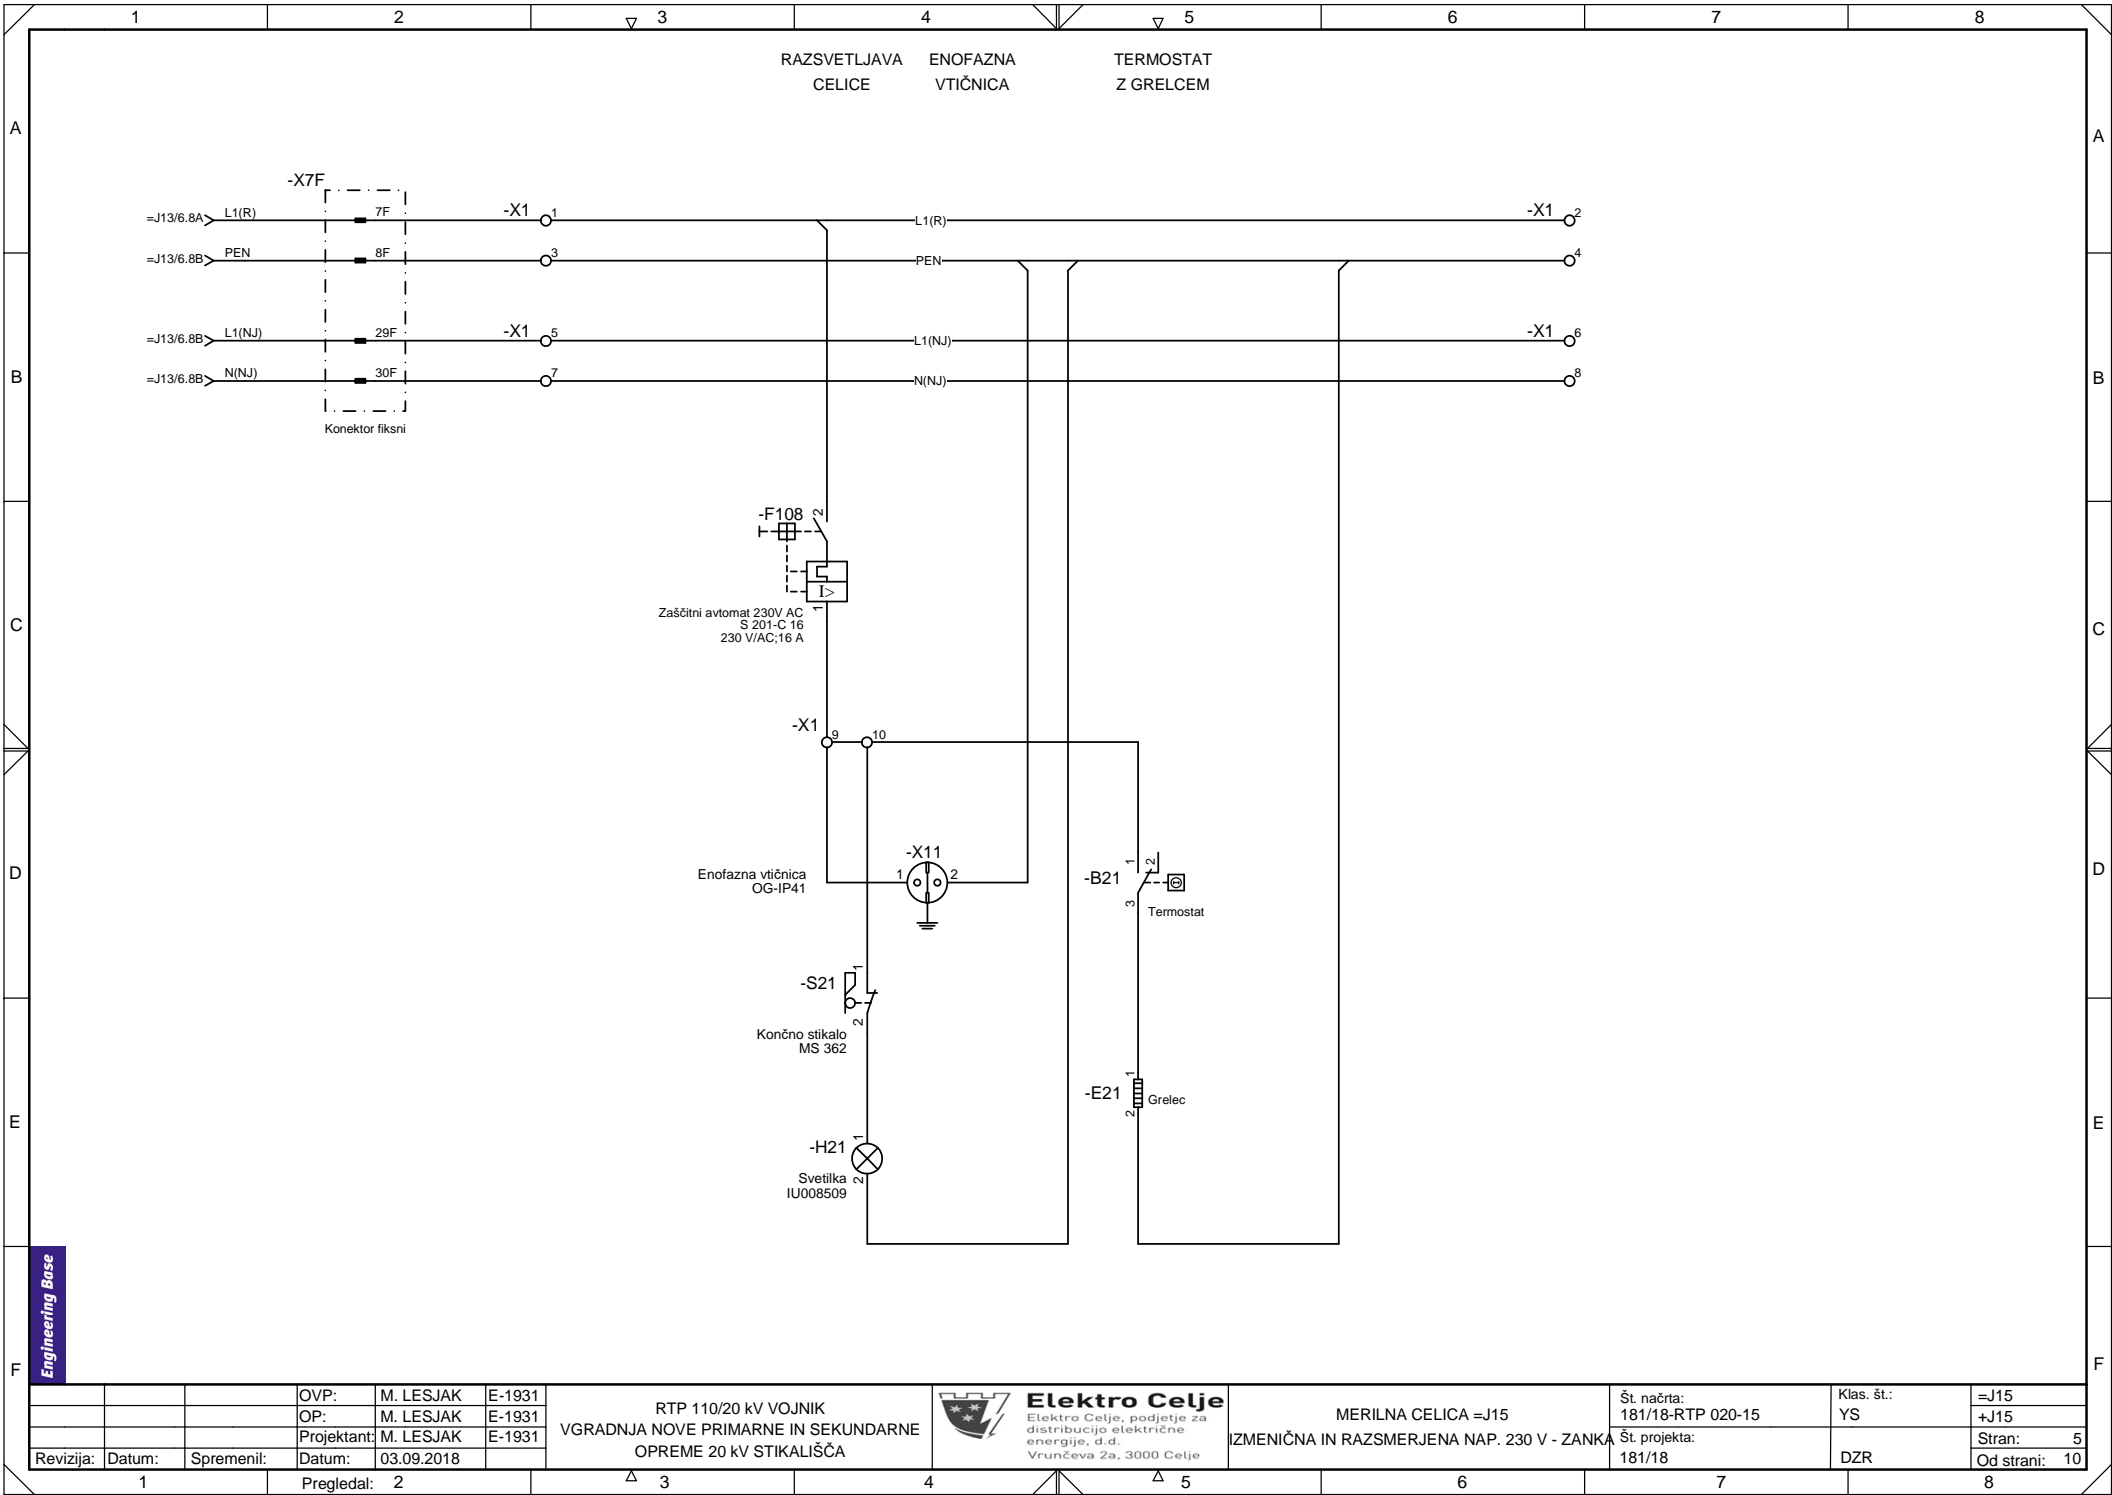 1 2 3 4 5 6 7 8
RAZSVETLJAVA
CELICE
ENOFAZNA
VTIČNICA
TERMOSTAT
Z GRELCEM
A
A
-X7F
=J13/6.8A L1(R) 7F -X1 1 L1(R) -X1 2
=J13/6.8B PEN 8F 3 PEN 4
=J13/6.8B L1(NJ) 29F -X1 5 L1(NJ) -X1 6
B
B
=J13/6.8B N(NJ) 30F 7 N(NJ) 8
Konektor fiksni
-F108 2
I>
1
Zaščitni avtomat 230V AC
S 201-C 16
230 V/AC;16 A
C
C
-X1 9 10
-X11
1 2
Enofazna vtičnica
OG-IP41
D
D
-B21 1 2
3
Termostat
-S21 1
2
Končno stikalo
MS 362
-E21 1
2
Grelec
E
E
-H21 1
2
Svetilka
IU008509
Engineering Base
F
F
OVP: M. LESJAK E-1931
OP: M. LESJAK E-1931
Projektant: M. LESJAK E-1931
Revizija: Datum: Spremenil: Datum: 03.09.2018
RTP 110/20 kV VOJNIK
VGRADNJA NOVE PRIMARNE IN SEKUNDARNE
OPREME 20 kV STIKALIŠČA
Elektro Celje
Elektro Celje, podjetje za
distribucijo električne
energije, d.d.
Vrunčeva 2a, 3000 Celje
MERILNA CELICA =J15
IZMENIČNA IN RAZSMERJENA NAP. 230 V - ZANKA
Št. načrta:
181/18-RTP 020-15
Št. projekta:
181/18
Klas. št.:
YS
DZR
=J15
+J15
Stran: 5
Od strani: 10
Pregledal:
1 2 3 4 5 6 7 8